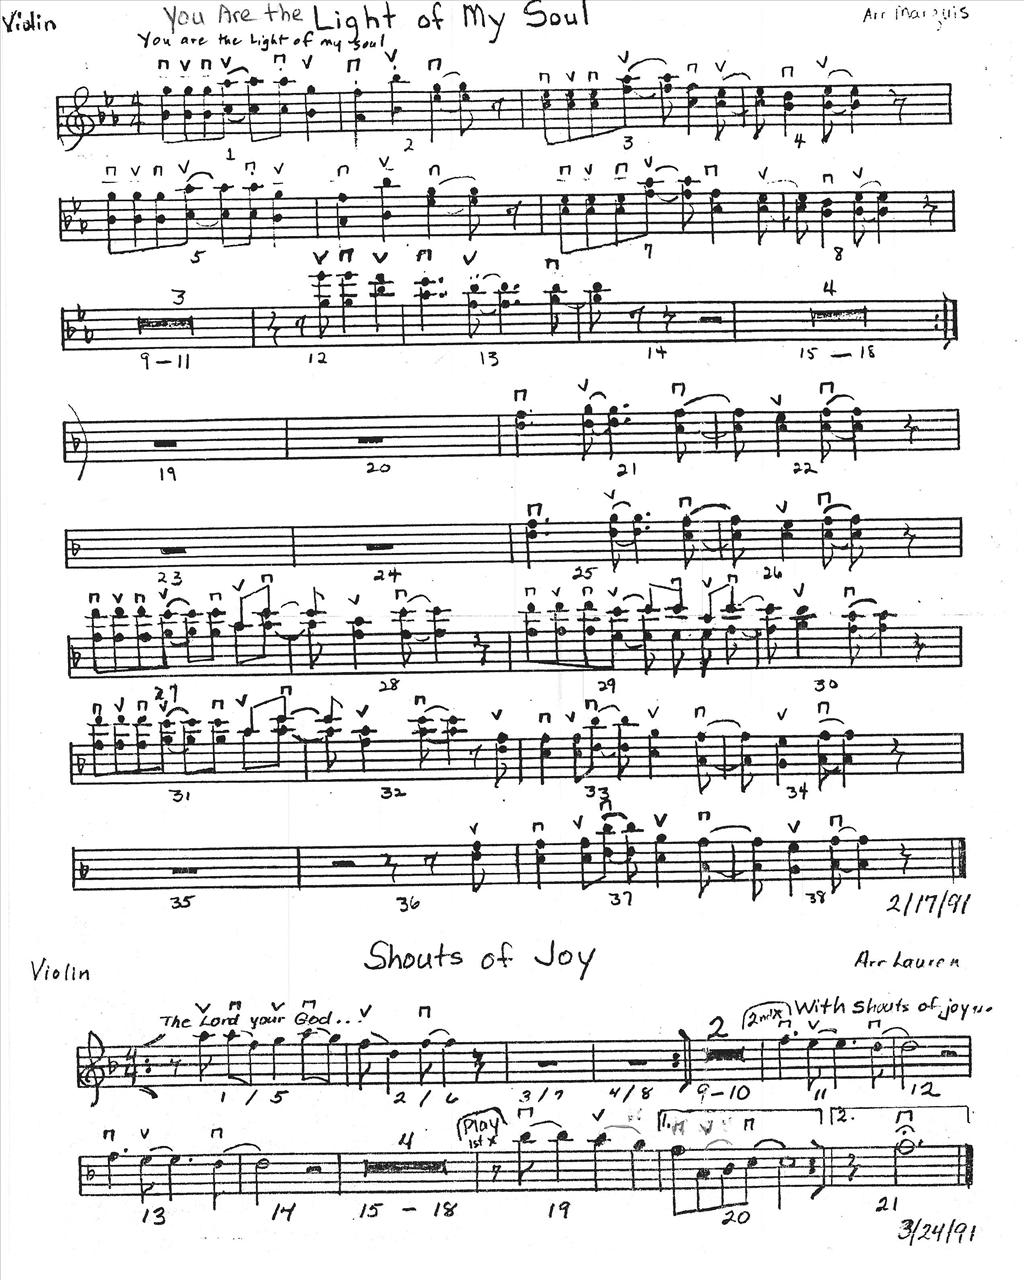 Violin
You Are the Light of My Soul
Arr Marquis
You are the Light of my soul
1 2 3 4
5 7 8
3 4
9-11 12 13 14 15-18
19 20 21 22
23 24 25 26
27 28 29 30
31 32 33 34
35 36 37 38
2/17/91
Violin
Shouts of Joy
Arr Lauren
The Lord your God...
2 2nd X With shouts of joy...
1/5 2/6 3/7 4/8 9-10 11 12
4 Play 1st X 1. 2.
13 14 15-18 19 20 21
3/24/91